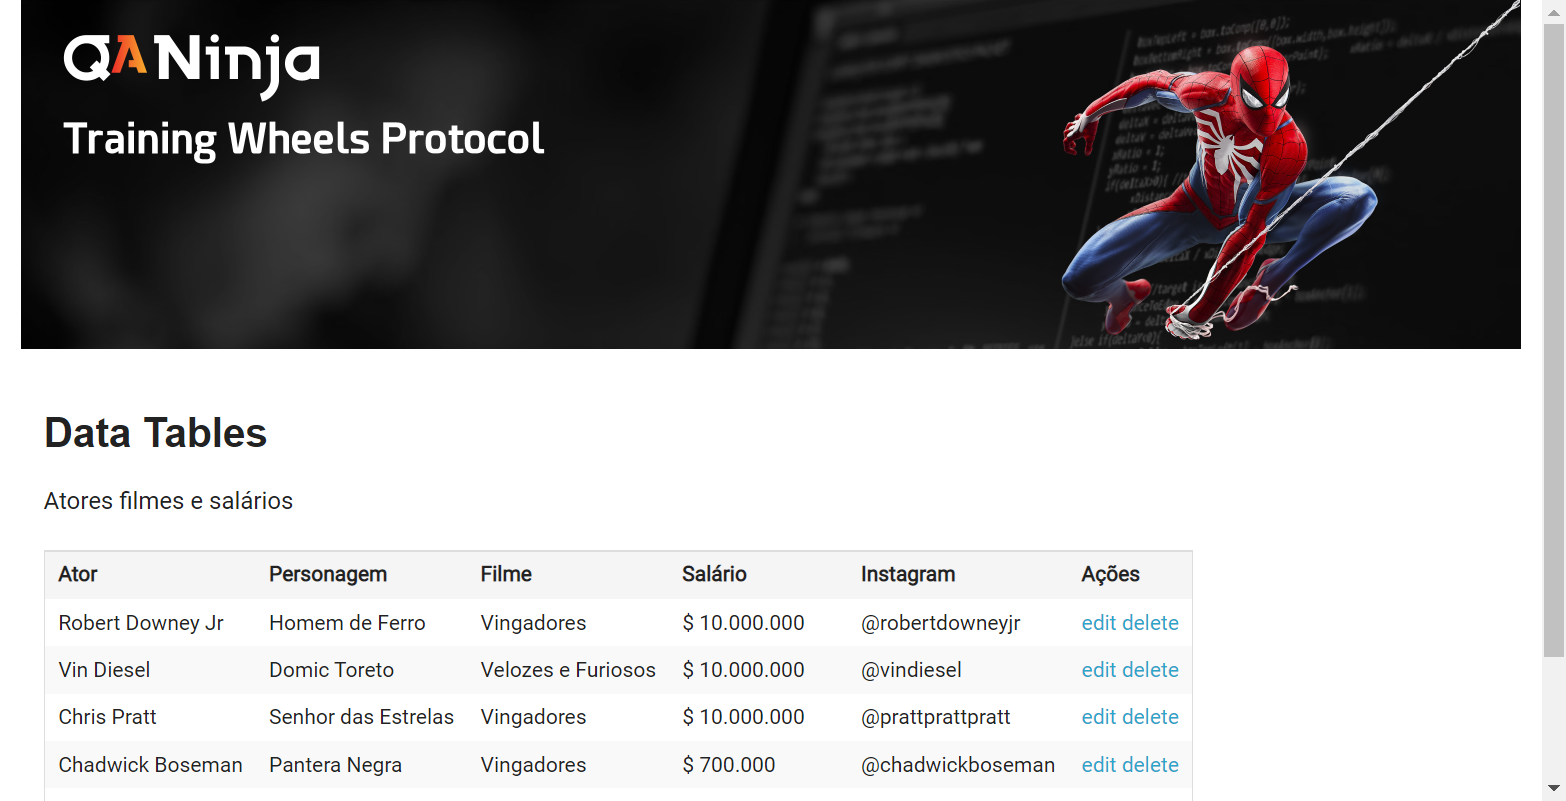 QANinja
Training Wheels Protocol
Data Tables
Atores filmes e salários
Ator Personagem Filme Salário Instagram Ações
Robert Downey Jr Homem de Ferro Vingadores $ 10.000.000 @robertdowneyjr edit delete
Vin Diesel Domic Toreto Velozes e Furiosos $ 10.000.000 @vindiesel edit delete
Chris Pratt Senhor das Estrelas Vingadores $ 10.000.000 @prattprattpratt edit delete
Chadwick Boseman Pantera Negra Vingadores $ 700.000 @chadwickboseman edit delete